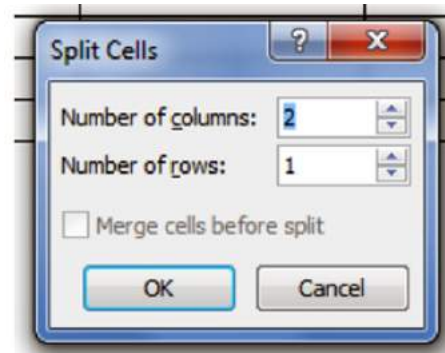 Split Cells
Number of columns: 2
Number of rows: 1
Merge cells before split
OK Cancel